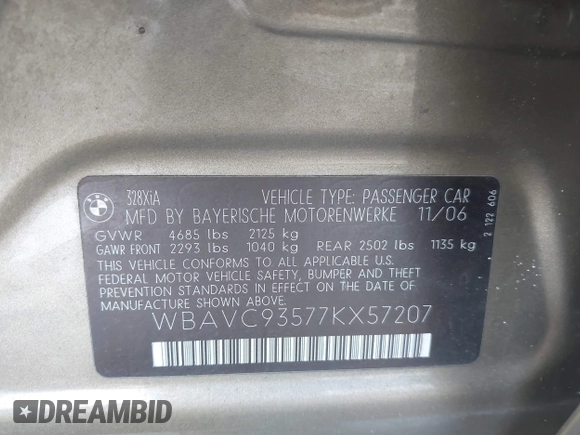 328XiA
VEHICLE TYPE: PASSENGER CAR
MFD BY BAYERISCHE MOTORENWERKE 11/06
GVWR 4685 lbs 2125 kg
GAWR FRONT 2293 lbs 1040 kg REAR 2502 lbs 1135 kg
THIS VEHICLE CONFORMS TO ALL APPLICABLE
FEDERAL MOTOR VEHICLE SAFETY, BUMPER AND THEFT
PREVENTION STANDARDS IN EFFECT ON THE DATE OF
MANUFACTURE SHOWN ABOVE.
WBAVC93577KX57207
2 122 606
BMW
DREAMBID